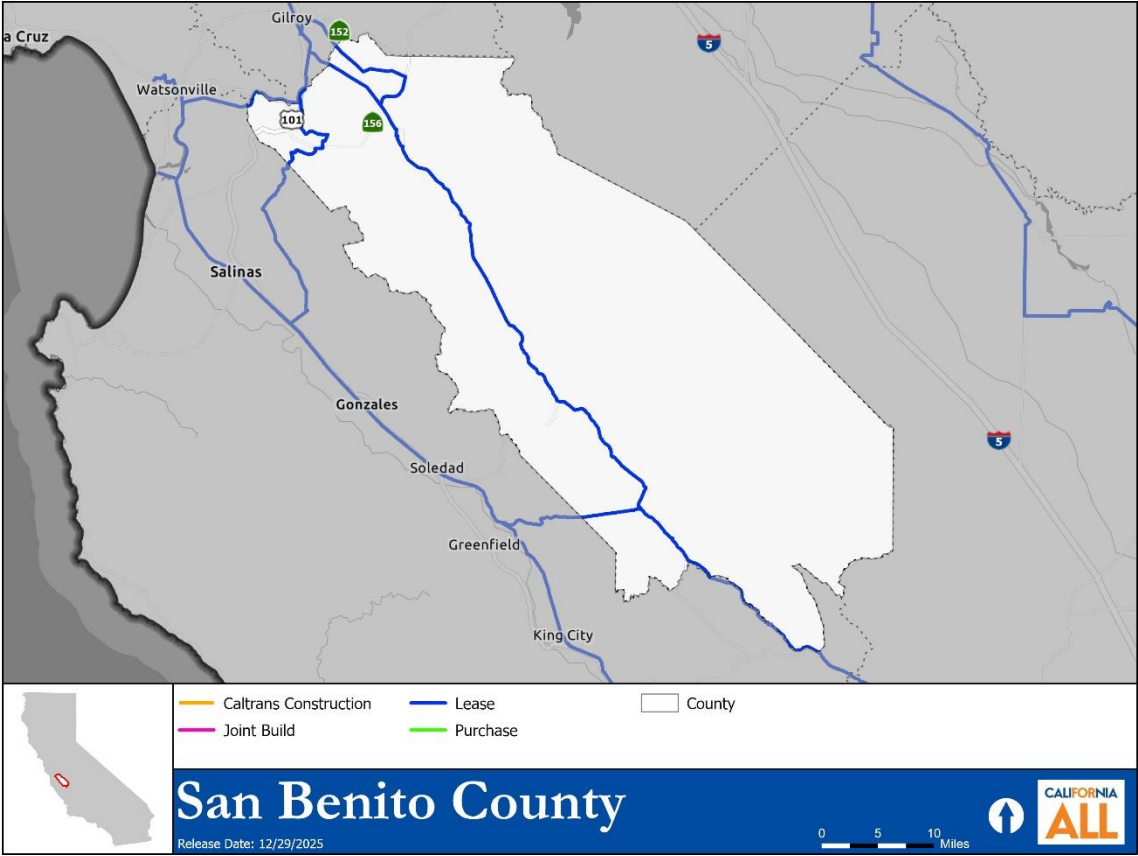 Gilroy
152
a Cruz
5
Watsonville
101
156
Salinas
Gonzales
5
Soledad
Greenfield
King City
Caltrans Construction
Lease
County
Joint Build
Purchase
San Benito County
Release Date: 12/29/2025
0 5 10
Miles
CALIFORNIA
ALL